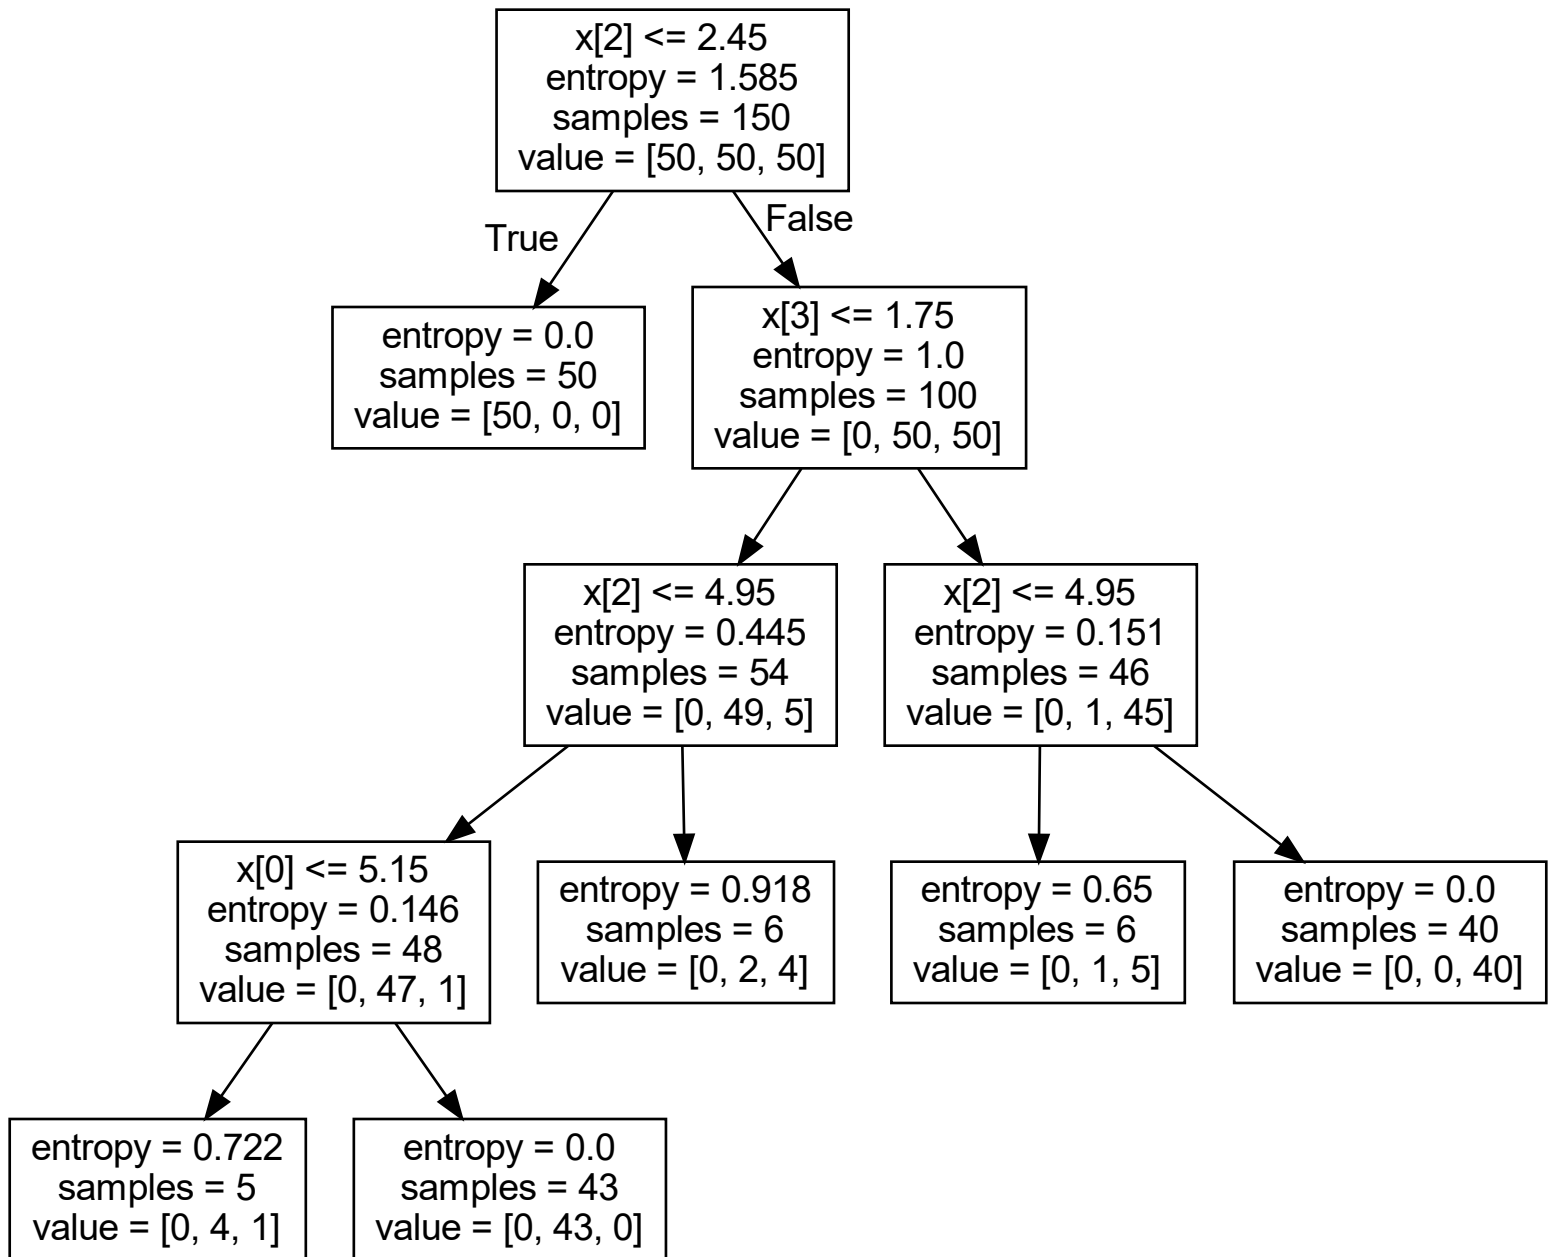 x[2] <= 2.45
entropy = 1.585
samples = 150
value = [50, 50, 50]
True
False
entropy = 0.0
samples = 50
value = [50, 0, 0]
x[3] <= 1.75
entropy = 1.0
samples = 100
value = [0, 50, 50]
x[2] <= 4.95
entropy = 0.445
samples = 54
value = [0, 49, 5]
x[2] <= 4.95
entropy = 0.151
samples = 46
value = [0, 1, 45]
x[0] <= 5.15
entropy = 0.146
samples = 48
value = [0, 47, 1]
entropy = 0.918
samples = 6
value = [0, 2, 4]
entropy = 0.65
samples = 6
value = [0, 1, 5]
entropy = 0.0
samples = 40
value = [0, 0, 40]
entropy = 0.722
samples = 5
value = [0, 4, 1]
entropy = 0.0
samples = 43
value = [0, 43, 0]